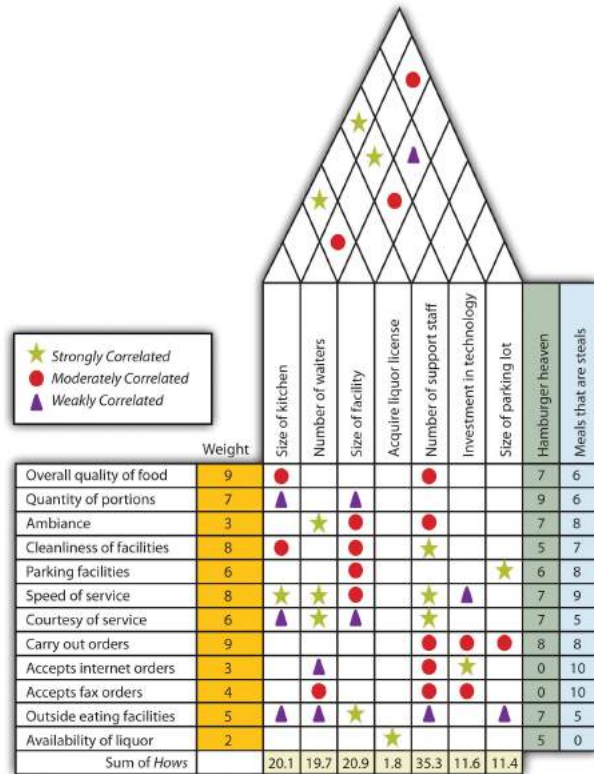 Strongly Correlated
Moderately Correlated
Weakly Correlated
Weight
Size of kitchen
Number of waiters
Size of facility
Acquire liquor license
Number of support staff
Investment in technology
Size of parking lot
Hamburger heaven
Meals that are steals
Overall quality of food 9 7 6
Quantity of portions 7 9 6
Ambiance 3 7 8
Cleanliness of facilities 8 5 7
Parking facilities 6 6 8
Speed of service 8 7 9
Courtesy of service 6 7 5
Carry out orders 9 8 8
Accepts internet orders 3 0 10
Accepts fax orders 4 0 10
Outside eating facilities 5 7 5
Availability of liquor 2 5 0
Sum of Hows 20.1 19.7 20.9 1.8 35.3 11.6 11.4